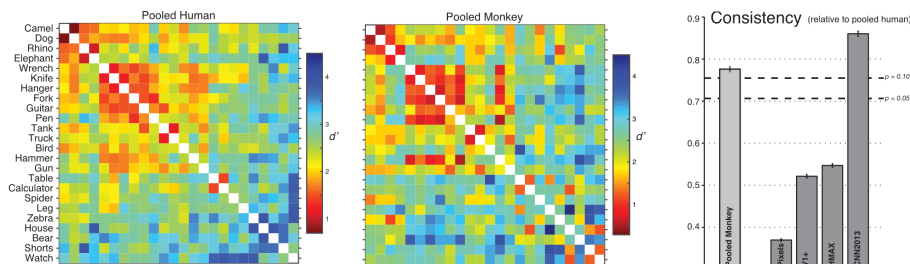 Pooled Human
Camel
Dog
Rhino
Elephant
Wrench
Knife
Hanger
Fork
Guitar
Pen
Tank
Truck
Bird
Hammer
Gun
Table
Calculator
Spider
Leg
Zebra
House
Bear
Shorts
Watch
4
3
d'
2
1
Pooled Monkey
4
3
d'
2
1
Consistency (relative to pooled human)
0.9
0.8
0.7
0.6
0.5
0.4
p = 0.10
p = 0.05
Pooled Monkey
Pixels
V1+
HMAX
CNN2013